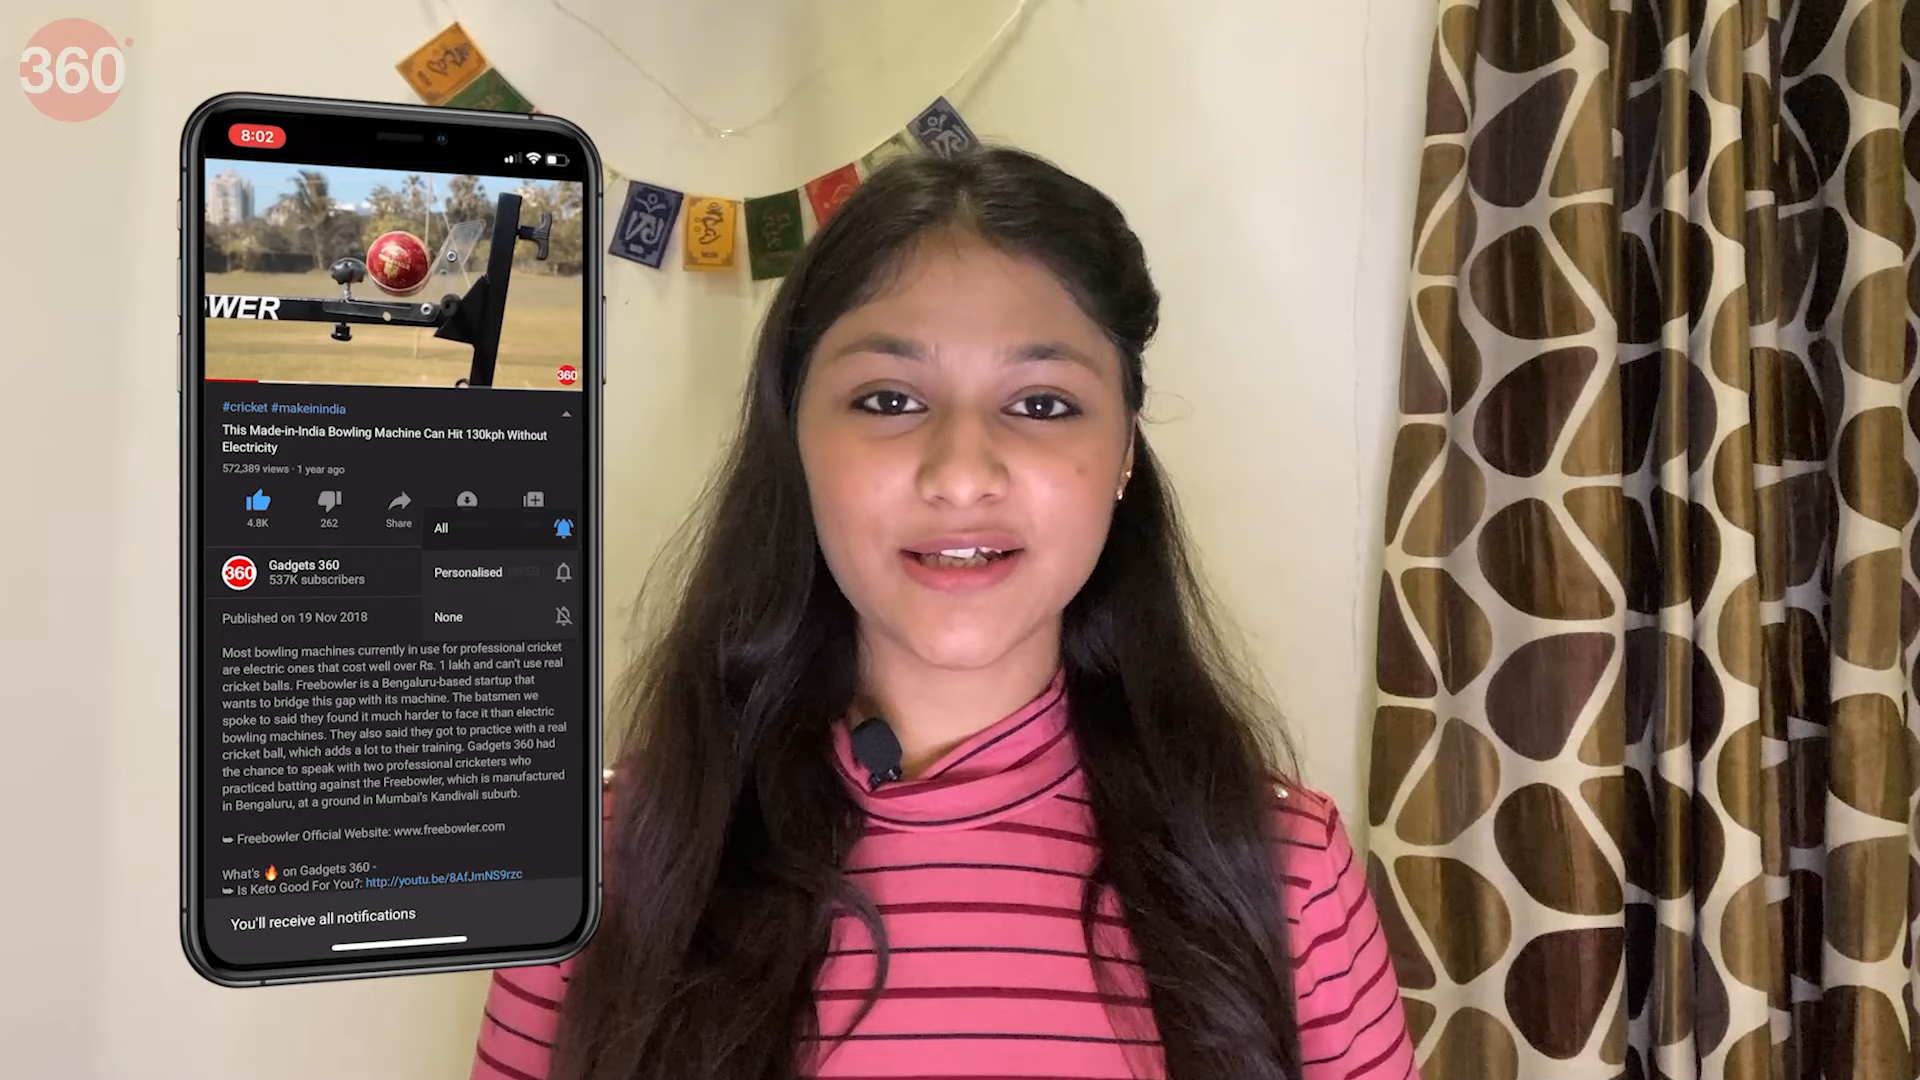 360
8:02
WER
360
#cricket #makeinindia
This Made-in-India Bowling Machine Can Hit 130kph Without
Electricity
572,389 views · 1 year ago
4.8K
262
Share
All
Personalised
None
360
Gadgets 360
537K subscribers
Published on 19 Nov 2018
Most bowling machines currently in use for professional cricket
are electric ones that cost well over Rs. 1 lakh and can't use real
cricket balls. Freebowler is a Bengaluru-based startup that
wants to bridge this gap with its machine. The batsmen we
spoke to said they found it much harder to face it than electric
bowling machines. They also said they got to practice with a real
cricket ball, which adds a lot to their training. Gadgets 360 had
the chance to speak with two professional cricketers who
practiced batting against the Freebowler, which is manufactured
in Bengaluru, at a ground in Mumbai's Kandivali suburb.
➥ Freebowler Official Website: www.freebowler.com
What's 🔥 on Gadgets 360 -
➥ Is Keto Good For You?: http://youtu.be/8AfJmNS9rzc
You'll receive all notifications